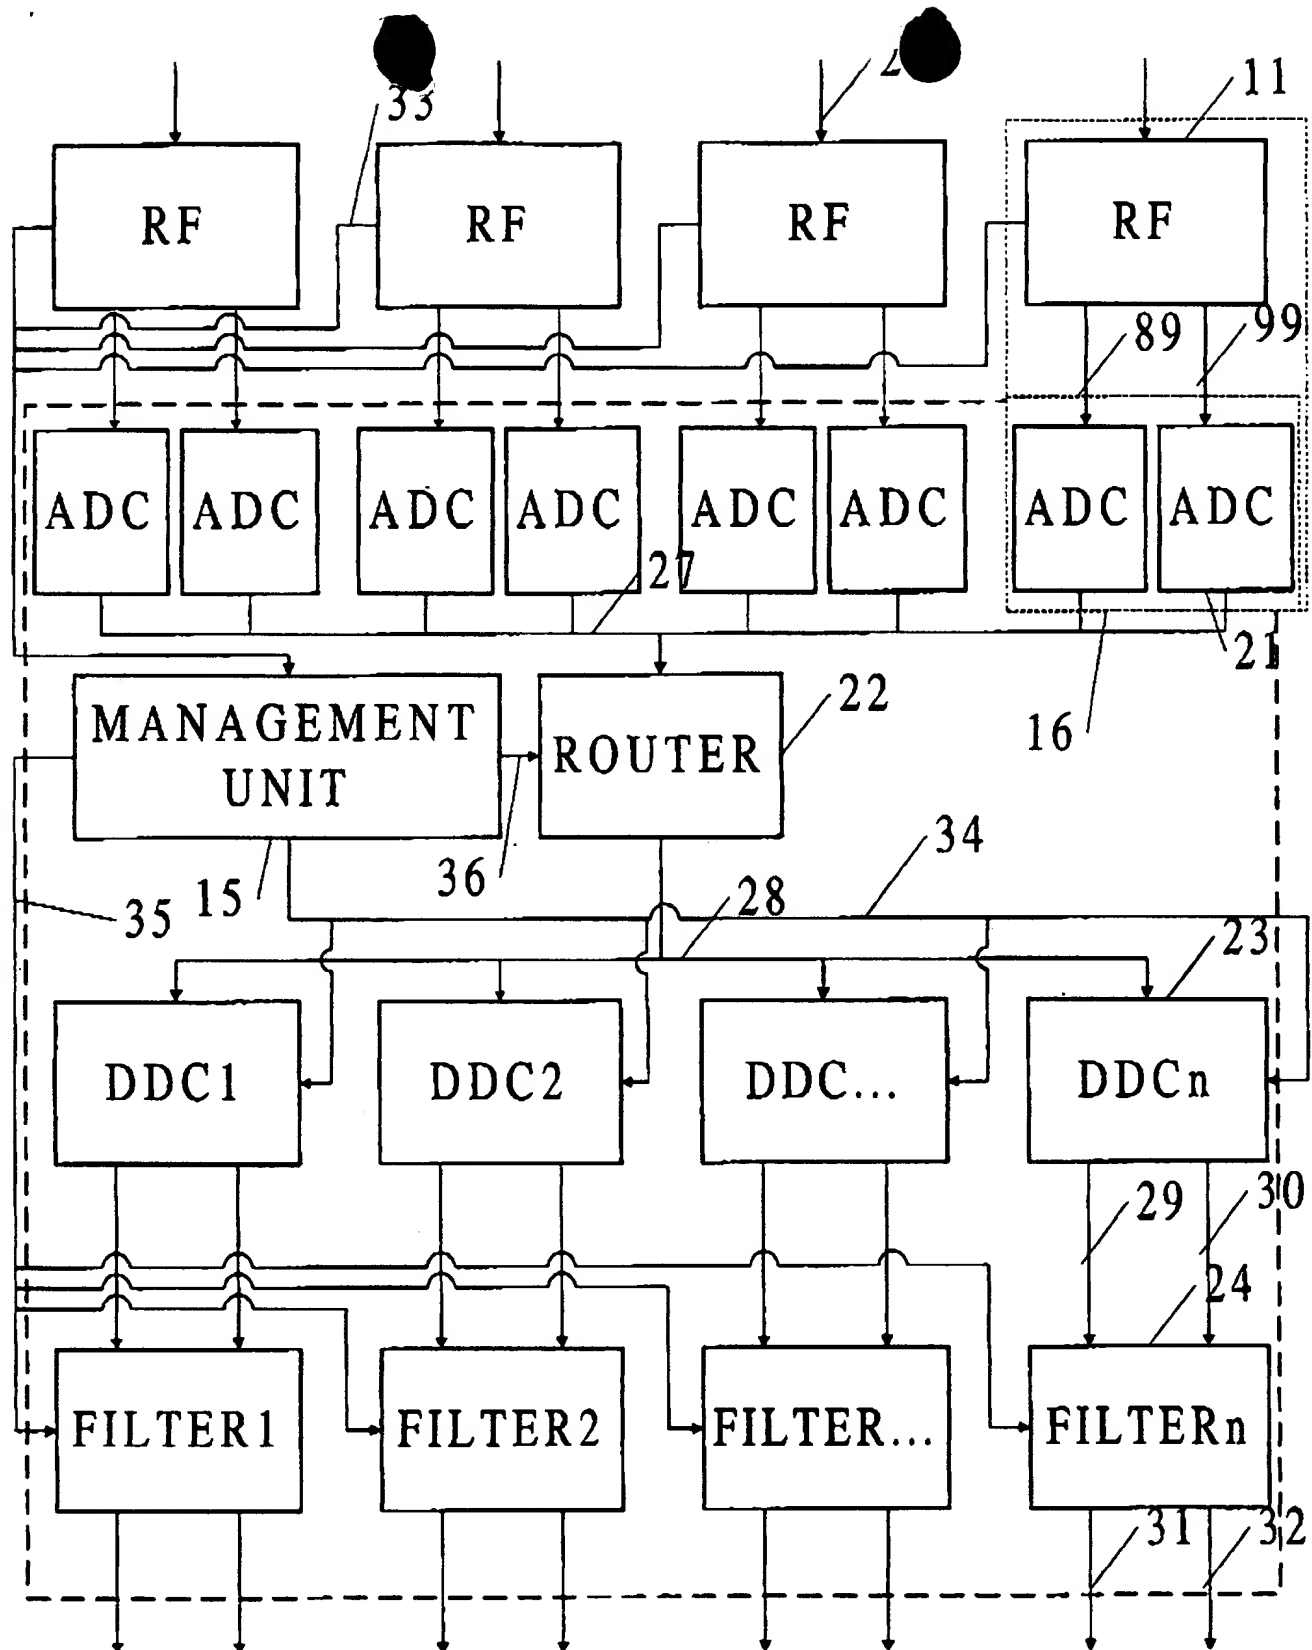 11
33
RF
RF
RF
RF
89
99
ADC
ADC
ADC
ADC
ADC
ADC
ADC
ADC
27
21
16
MANAGEMENT
UNIT
ROUTER
22
36
15
35
34
28
23
DDC1
DDC2
DDC...
DDCn
29
30
24
FILTER1
FILTER2
FILTER...
FILTERn
31
32